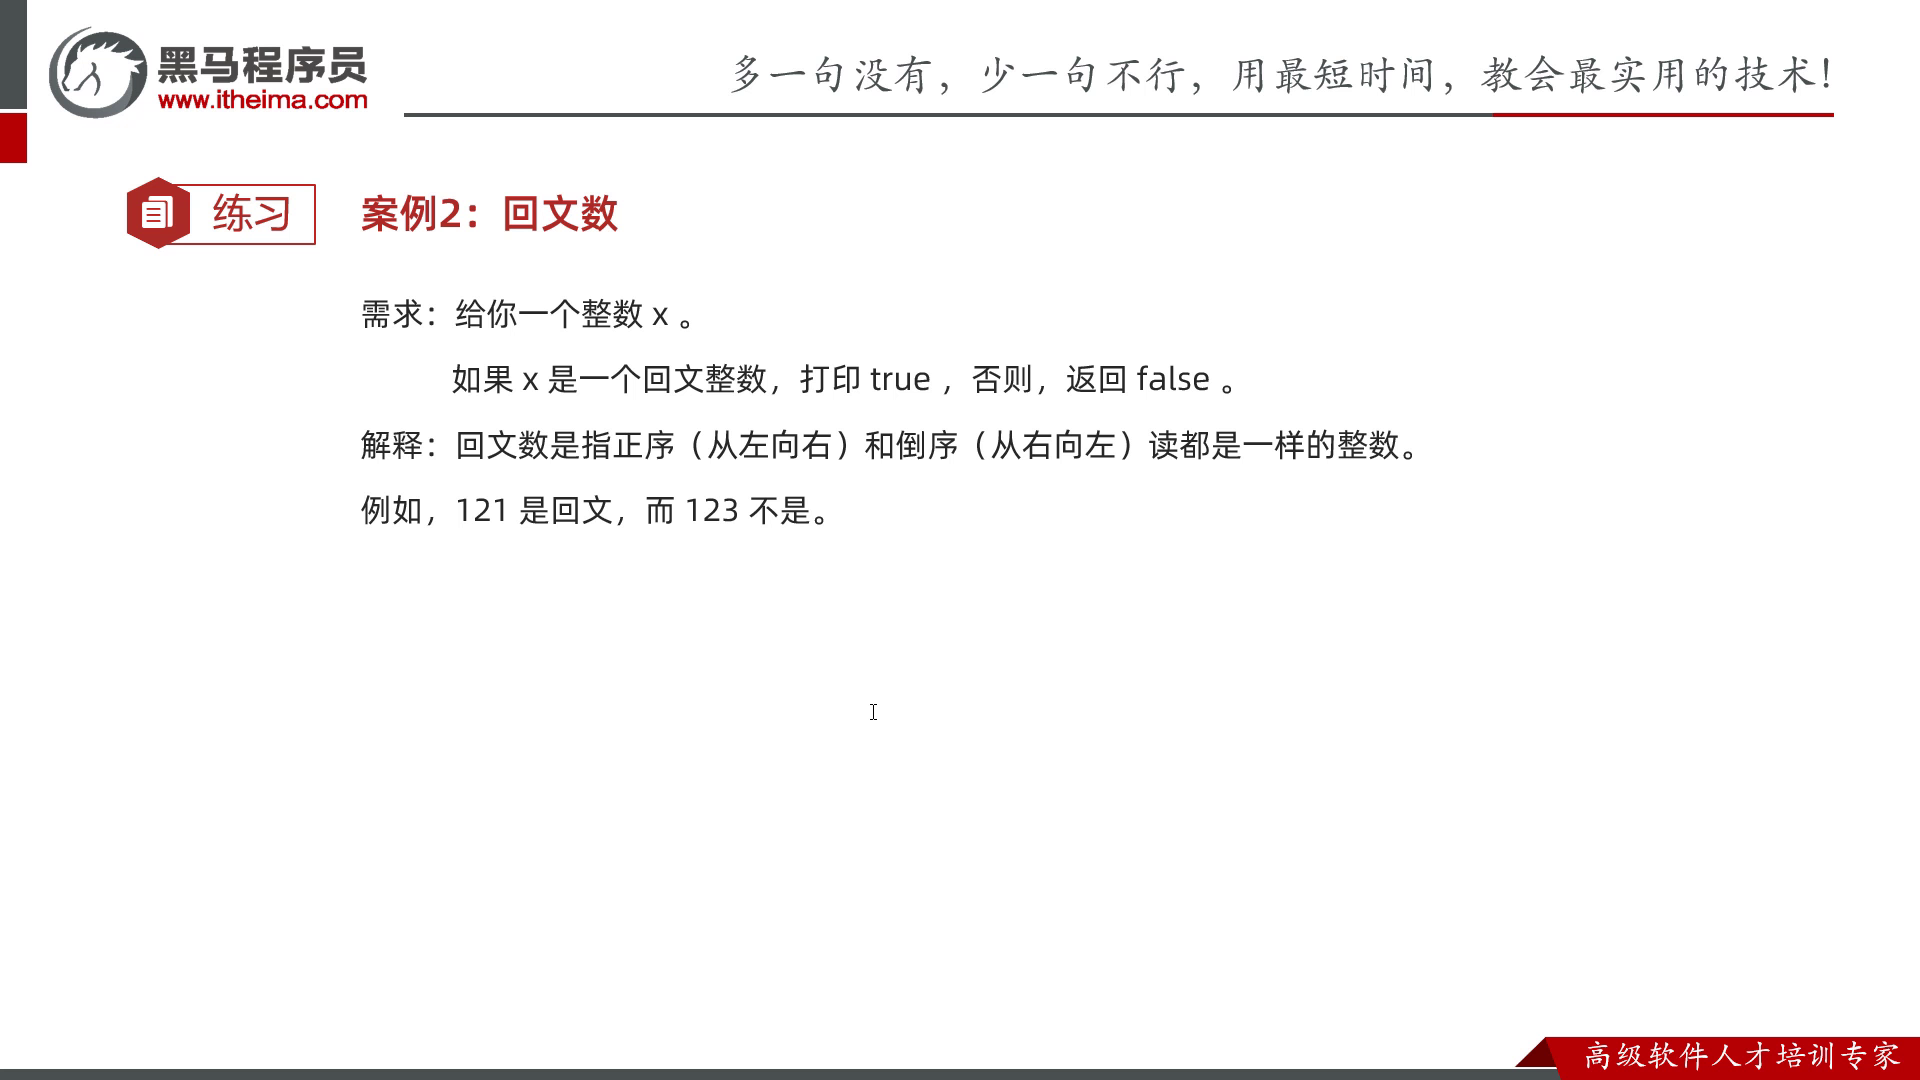 黑马程序员
www.itheima.com
多一句没有，少一句不行，用最短时间，教会最实用的技术！
练习
案例2：回文数
需求：给你一个整数 x 。
如果 x 是一个回文整数，打印 true ，否则，返回 false 。
解释：回文数是指正序（从左向右）和倒序（从右向左）读都是一样的整数。
例如，121 是回文，而 123 不是。
高级软件人才培训专家